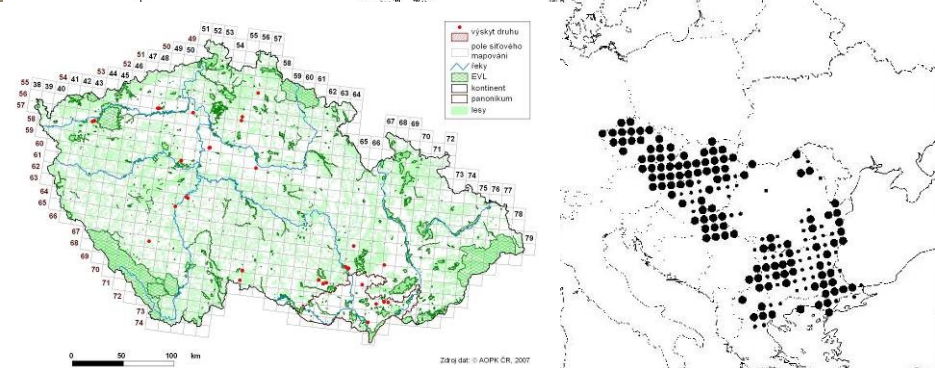 49 50 51 52 53 54 55 56 57
58
59 60 61
62 63 64
65 66 67 68 69
70 71 72
73 74
75 76 77
78
79
55 54 53 52 51 50 49
38 39 40 41 42 43 44 45 46 47 48
56
57
58
59
60
61
62
63
64
65
66
67
68
69
70
71
72
73
74
výskyt druhu
pole síťového
mapování
řeky
EVL
kontinent
panonikum
lesy
0 50 100 km
Zdroj dat: © AOPK ČR, 2007